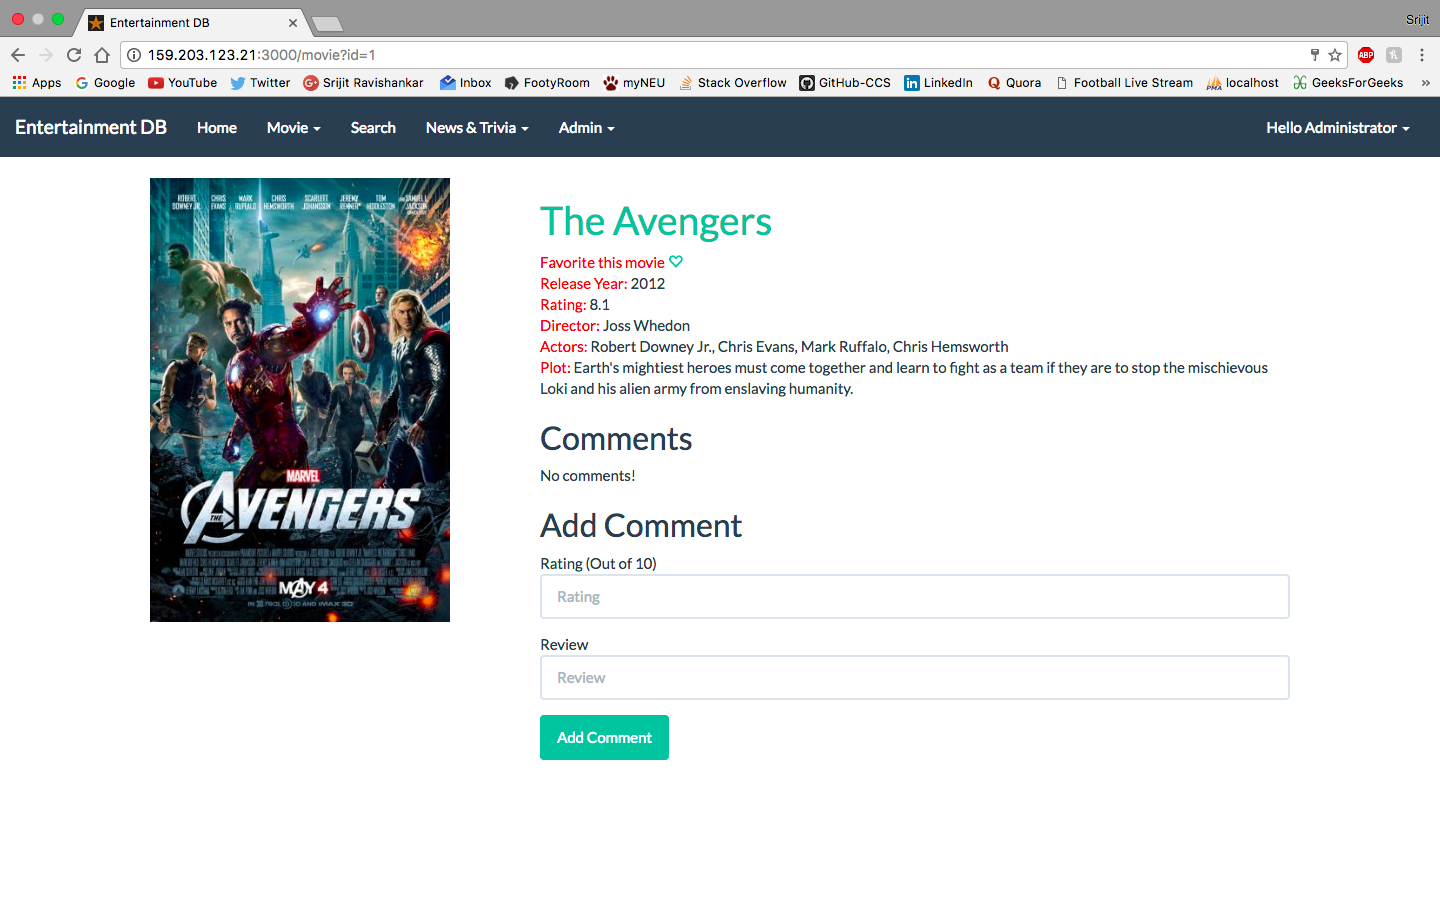 Entertainment DB
Srijit
159.203.123.21:3000/movie?id=1
ABP
Apps Google YouTube Twitter Srijit Ravishankar Inbox FootyRoom myNEU Stack Overflow GitHub-CCS LinkedIn Quora Football Live Stream localhost GeeksForGeeks »
Entertainment DB Home Movie Search News & Trivia Admin Hello Administrator
ROBERT DOWNEY JR. CHRIS EVANS MARK RUFFALO CHRIS HEMSWORTH SCARLETT JOHANSSON JEREMY RENNER TOM HIDDLESTON AND SAMUEL L. JACKSON
MARVEL
THE AVENGERS
MAY 4
The Avengers
Favorite this movie
Release Year: 2012
Rating: 8.1
Director: Joss Whedon
Actors: Robert Downey Jr., Chris Evans, Mark Ruffalo, Chris Hemsworth
Plot: Earth's mightiest heroes must come together and learn to fight as a team if they are to stop the mischievous
Loki and his alien army from enslaving humanity.
Comments
No comments!
Add Comment
Rating (Out of 10)
Rating
Review
Review
Add Comment